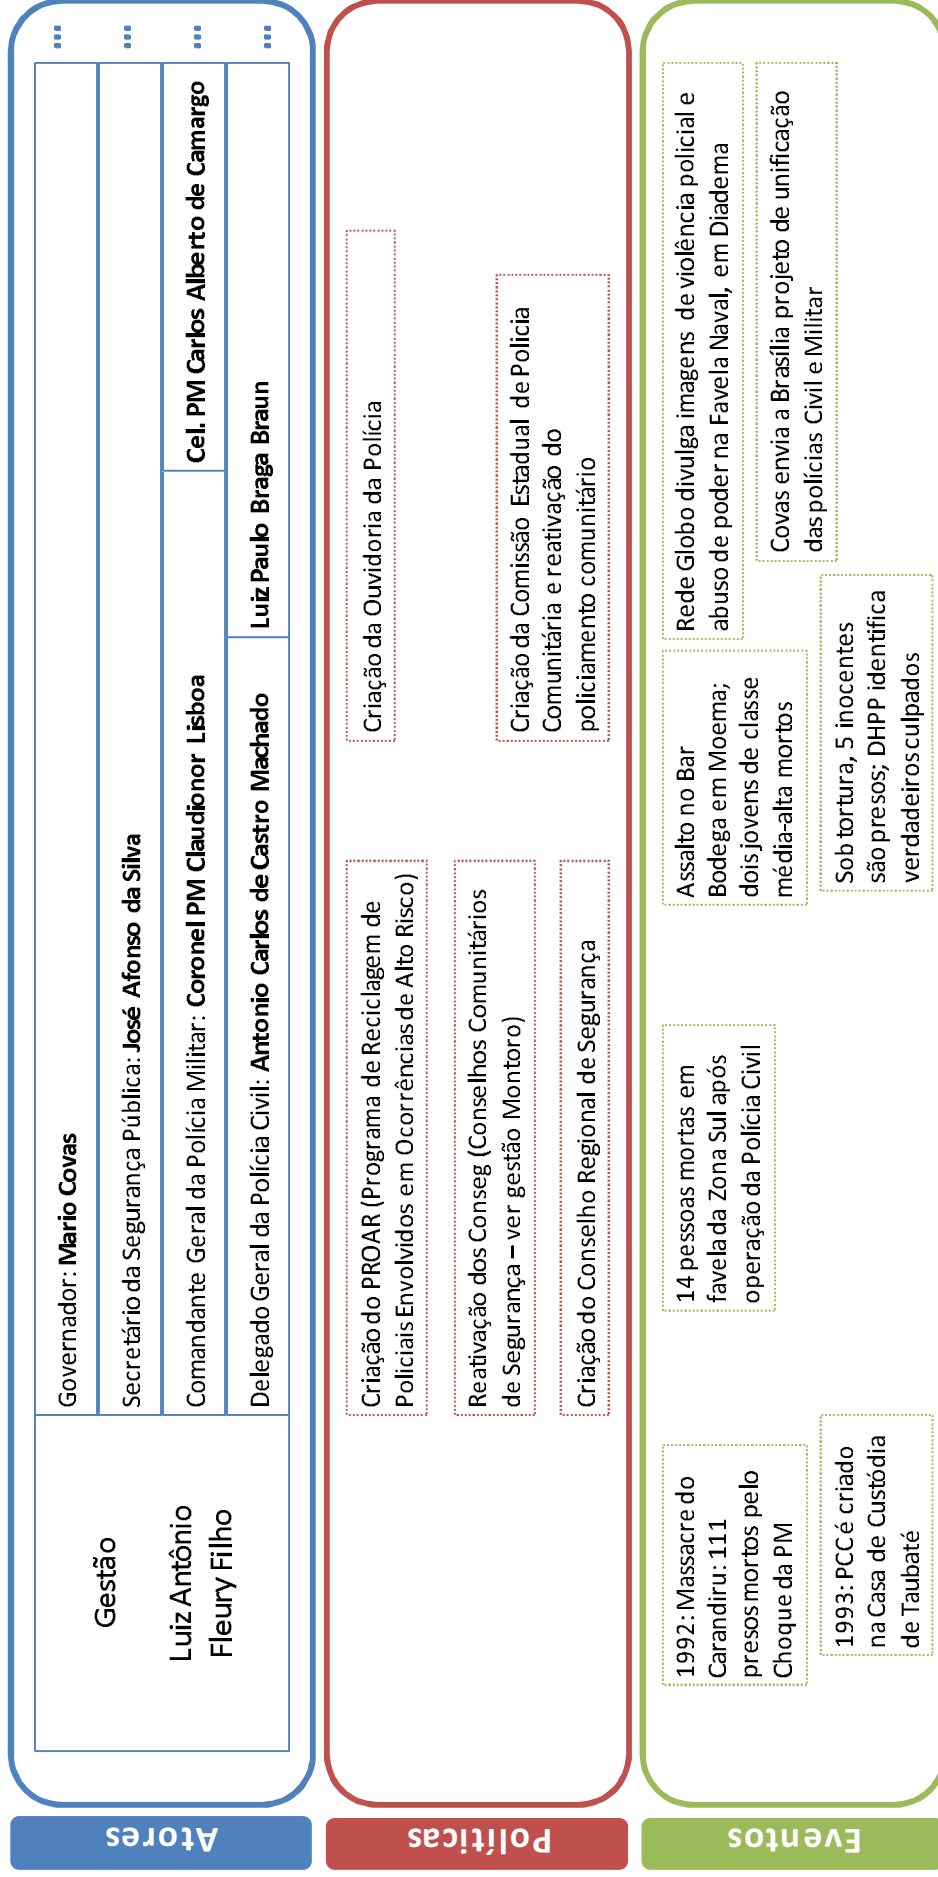 Atores
Gestão
Luiz Antônio
Fleury Filho
Governador: Mario Covas
...
Secretário da Segurança Pública: José Afonso da Silva
...
Comandante Geral da Polícia Militar: Coronel PM Claudionor Lisboa
Cel. PM Carlos Alberto de Camargo
...
Delegado Geral da Polícia Civil: Antonio Carlos de Castro Machado
Luiz Paulo Braga Braun
...
Políticas
Criação do PROAR (Programa de Reciclagem de
Policiais Envolvidos em Ocorrências de Alto Risco)
Reativação dos Conseg (Conselhos Comunitários
de Segurança – ver gestão Montoro)
Criação do Conselho Regional de Segurança
Criação da Ouvidoria da Polícia
Criação da Comissão Estadual de Policia
Comunitária e reativação do
policiamento comunitário
Eventos
1992: Massacre do
Carandiru: 111
presos mortos pelo
Choque da PM
1993: PCC é criado
na Casa de Custódia
de Taubaté
14 pessoas mortas em
favela da Zona Sul após
operação da Polícia Civil
Assalto no Bar
Bodega em Moema;
dois jovens de classe
média-alta mortos
Sob tortura, 5 inocentes
são presos; DHPP identifica
verdadeiros culpados
Rede Globo divulga imagens de violência policial e
abuso de poder na Favela Naval, em Diadema
Covas envia a Brasília projeto de unificação
das polícias Civil e Militar